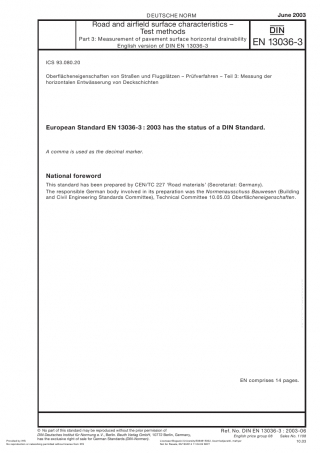 DEUTSCHE NORM
June 2003
Road and airfield surface characteristics –
Test methods
Part 3: Measurement of pavement surface horizontal drainability
English version of DIN EN 13036-3
DIN
EN 13036-3
ICS 93.080.20
Oberflächeneigenschaften von Straßen und Flugplätzen – Prüfverfahren – Teil 3: Messung der
horizontalen Entwässerung von Deckschichten
European Standard EN 13036-3 : 2003 has the status of a DIN Standard.
A comma is used as the decimal marker.
National foreword
This standard has been prepared by CEN/TC 227 'Road materials' (Secretariat: Germany).
The responsible German body involved in its preparation was the Normenausschuss Bauwesen (Building
and Civil Engineering Standards Committee), Technical Committee 10.05.03 Oberflächeneigenschaften.
EN comprises 14 pages.
© No part of this standard may be reproduced without the prior permission of
DIN Deutsches Institut für Normung e.V., Berlin. Beuth Verlag GmbH, 10772 Berlin, Germany,
has the exclusive right of sale for German Standards (DIN-Normen).
Ref. No. DIN EN 13036-3 : 2003-06
English price group 09 Sales No. 1109
10.03